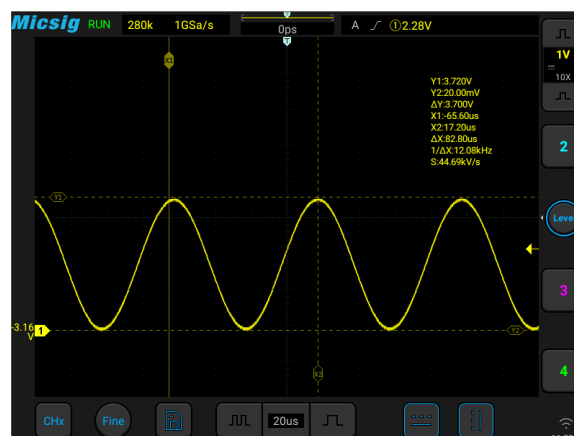 Micsig RUN 280k 1GSa/s 0ps A ①2.28V
T
1V
10X
X1
Y1:3.720V
Y2:20.00mV
ΔY:3.700V
X1:-65.60us
X2:17.20us
ΔX:82.80us
1/ΔX:12.08kHz
S:44.69kV/s
2
Y1
Level
3
-3.16
V
1
Y2
X2
4
CHx
Fine
20us